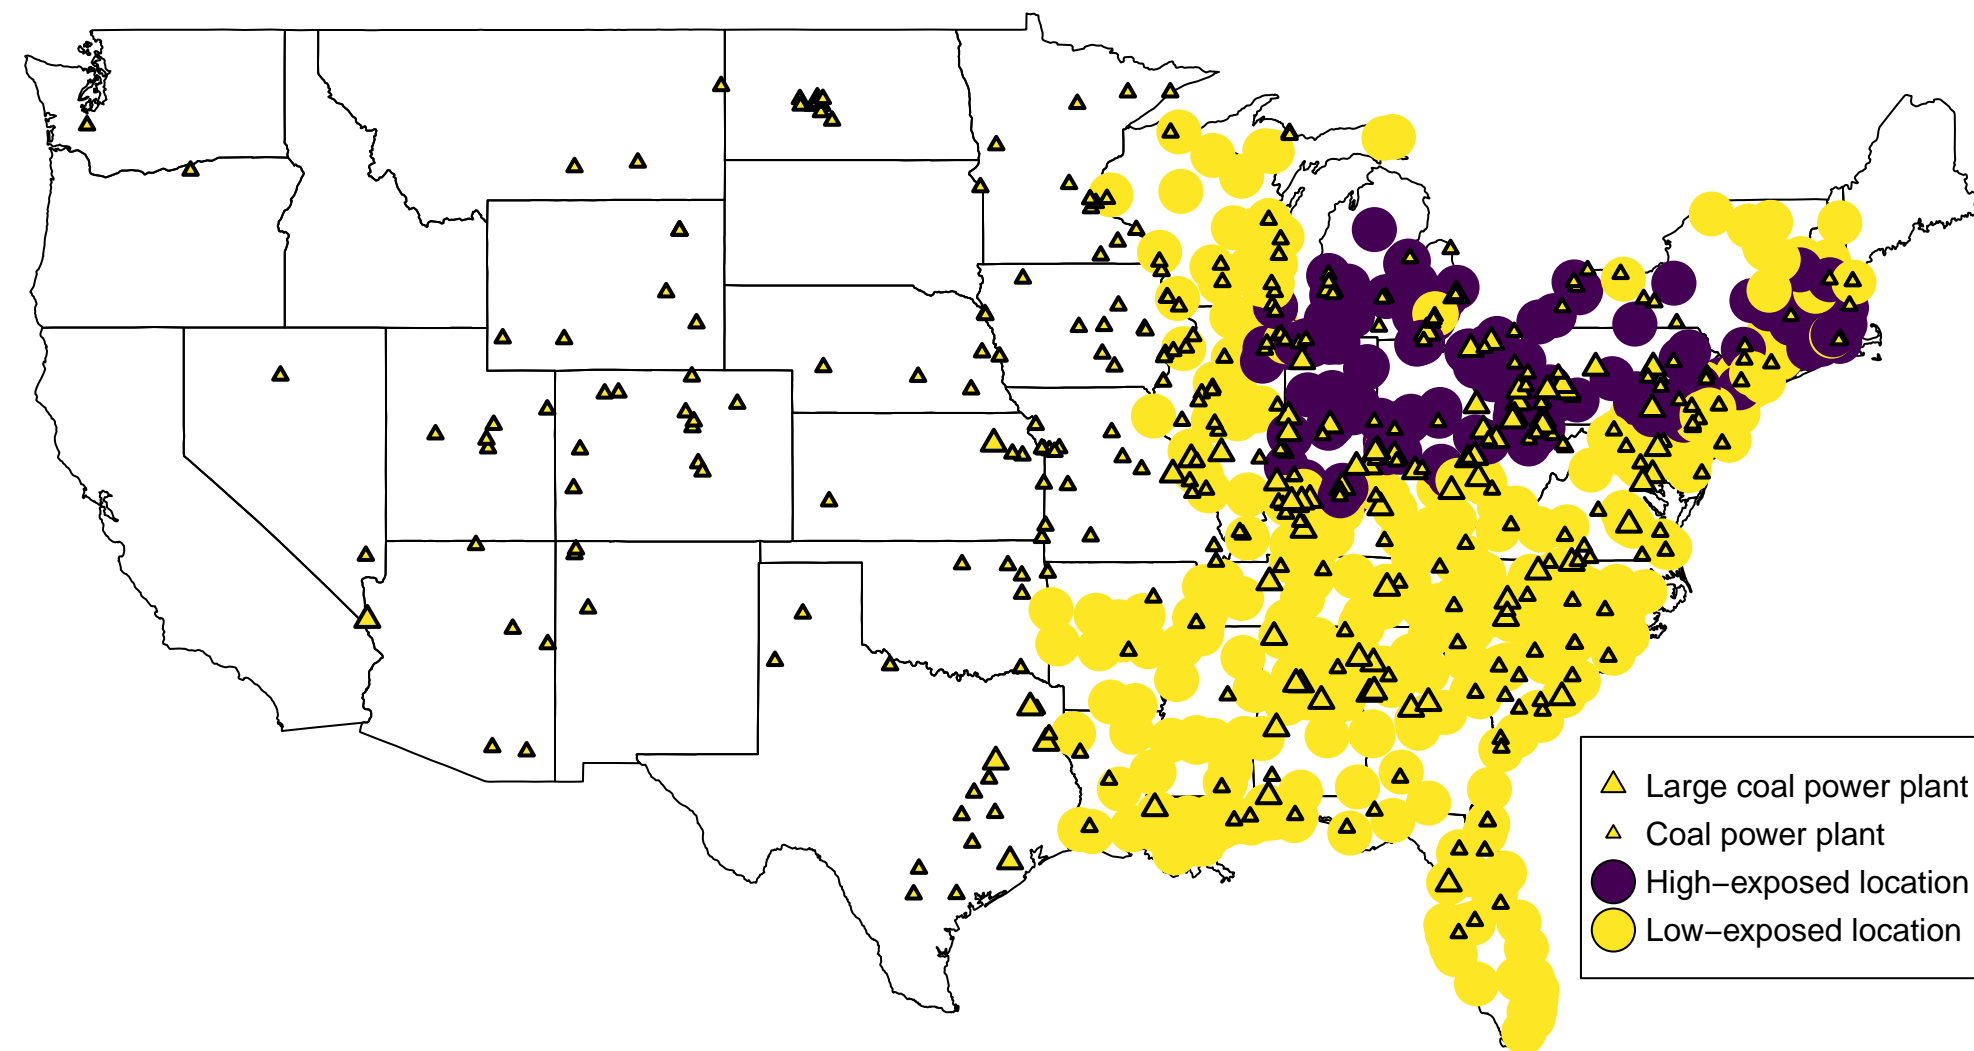 Large coal power plant
Coal power plant
High−exposed location
Low−exposed location